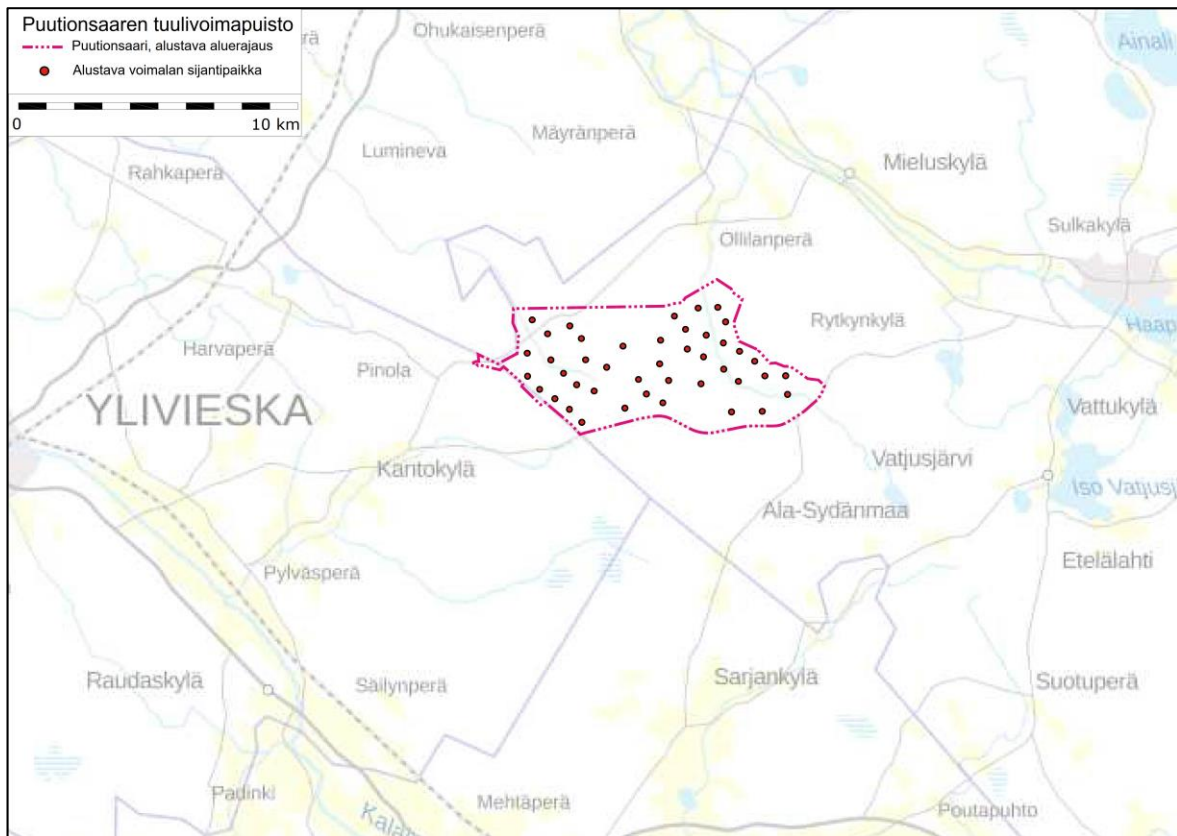 Puutionsaaren tuulivoimapuisto
Puutionsaari, alustava aluerajaus
Alustava voimalan sijantipaikka
0 10 km
Ohukaisenperä
Ainali
Mäyränperä
Lumineva
Rahkaperä
Mieluskylä
Sulkakylä
Ollilanperä
Haap
Rytkynkylä
Harvaperä
Pinola
YLIVIESKA
Vattukylä
Kantokylä
Vatjusjärvi
Iso Vatjusj
Ala-Sydänmaa
Etelälahti
Pylväsperä
Raudaskylä
Säilynperä
Sarjankylä
Suotuperä
Padinki
Mehtäperä
Poutapuhto
Kala